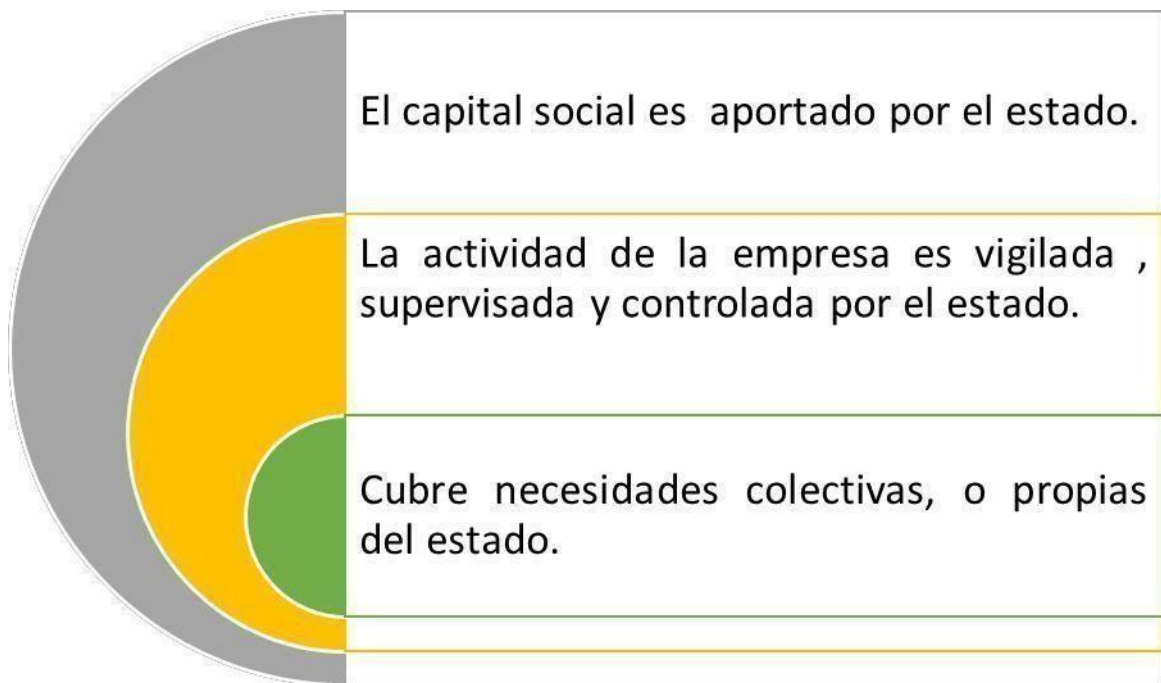 El capital social es aportado por el estado.
La actividad de la empresa es vigilada ,
supervisada y controlada por el estado.
Cubre necesidades colectivas, o propias
del estado.